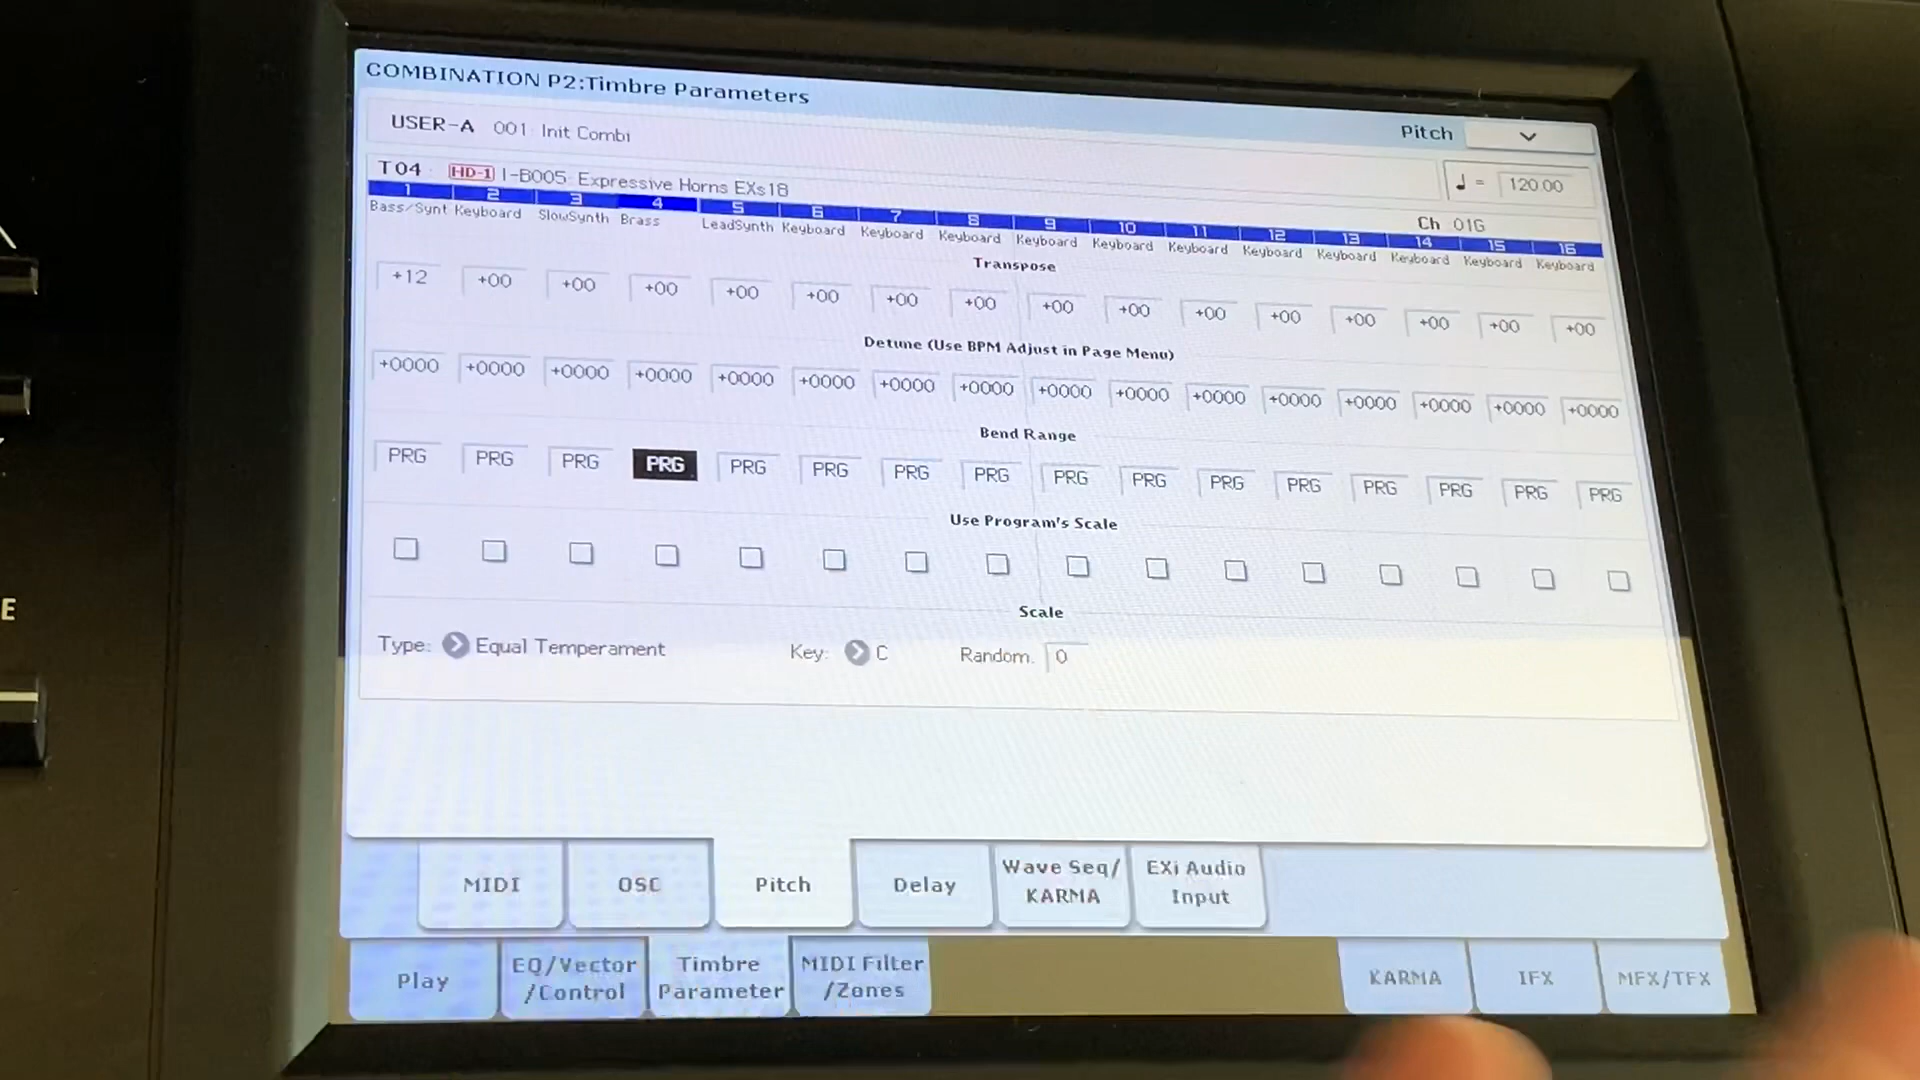 COMBINATION P2:Timbre Parameters
USER-A 001: Init Combi
Pitch
T04 HD-1 I-B005: Expressive Horns EXs18
♩ = 120.00
Ch 01G
1 2 3 4 5 6 7 8 9 10 11 12 13 14 15 16
Bass/Synt Keyboard SlowSynth Brass LeadSynth Keyboard Keyboard Keyboard Keyboard Keyboard Keyboard Keyboard Keyboard Keyboard Keyboard Keyboard
Transpose
+12 +00 +00 +00 +00 +00 +00 +00 +00 +00 +00 +00 +00 +00 +00 +00
Detune (Use BPM Adjust in Page Menu)
+0000 +0000 +0000 +0000 +0000 +0000 +0000 +0000 +0000 +0000 +0000 +0000 +0000 +0000 +0000 +0000
Bend Range
PRG PRG PRG PRG PRG PRG PRG PRG PRG PRG PRG PRG PRG PRG PRG PRG
Use Program's Scale
Scale
Type: Equal Temperament Key: C Random: 0
MIDI OSC Pitch Delay Wave Seq/ KARMA EXi Audio Input
Play EQ/Vector /Control Timbre Parameter MIDI Filter /Zones KARMA IFX MFX/TFX
E